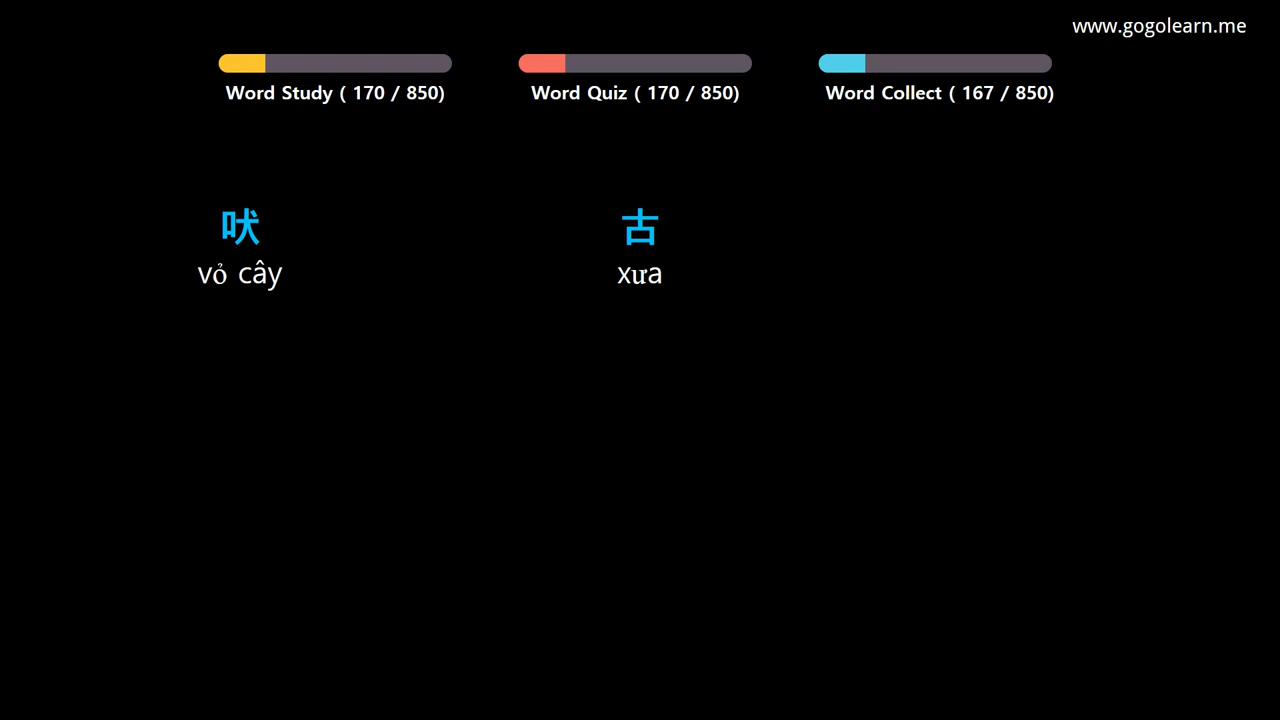 www.gogolearn.me
Word Study ( 170 / 850)
Word Quiz ( 170 / 850)
Word Collect ( 167 / 850)
吠
古
vỏ cây
xưa